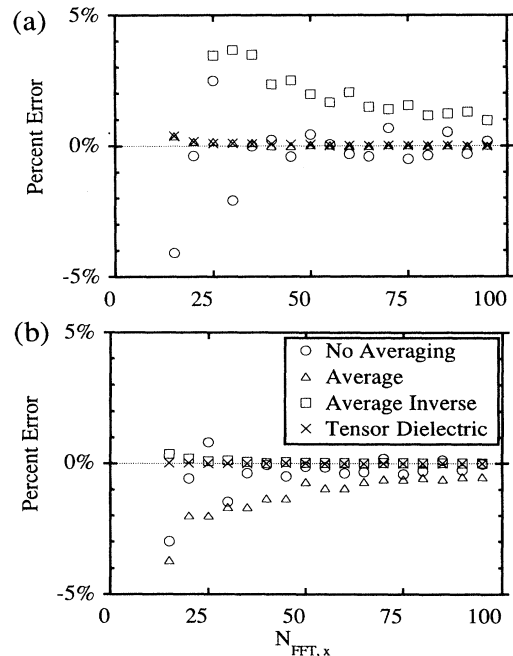 (a)
5%
0%
-5%
Percent Error
0 25 50 75 100
(b)
5%
0%
-5%
Percent Error
○ No Averaging
△ Average
□ Average Inverse
× Tensor Dielectric
0 25 50 75 100
N_FFT, x